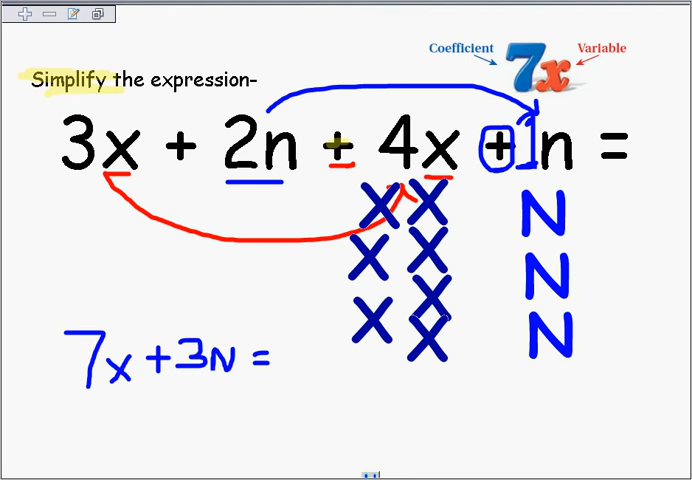 Coefficient 7x Variable
Simplify the expression-
3x + 2n + 4x + 1n =
X X N
X X N
X X N
X
7x + 3N =